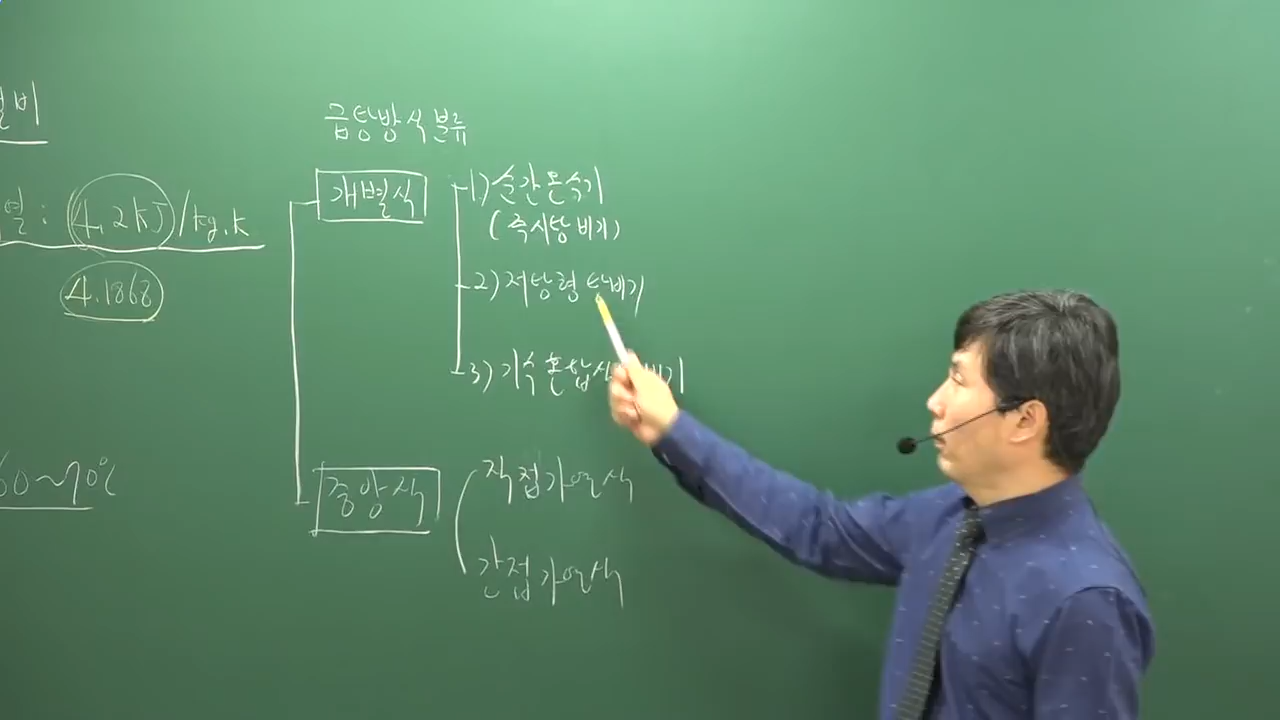 비
열 : 4.2kJ/kg.k
4.1868
60~70%
급탕방식 분류
개별식
1) 순간온수기
(즉시탕비기)
2) 저탕형 탕비기
3) 기수혼합식 탕비기
중앙식
직접가열식
간접가열식